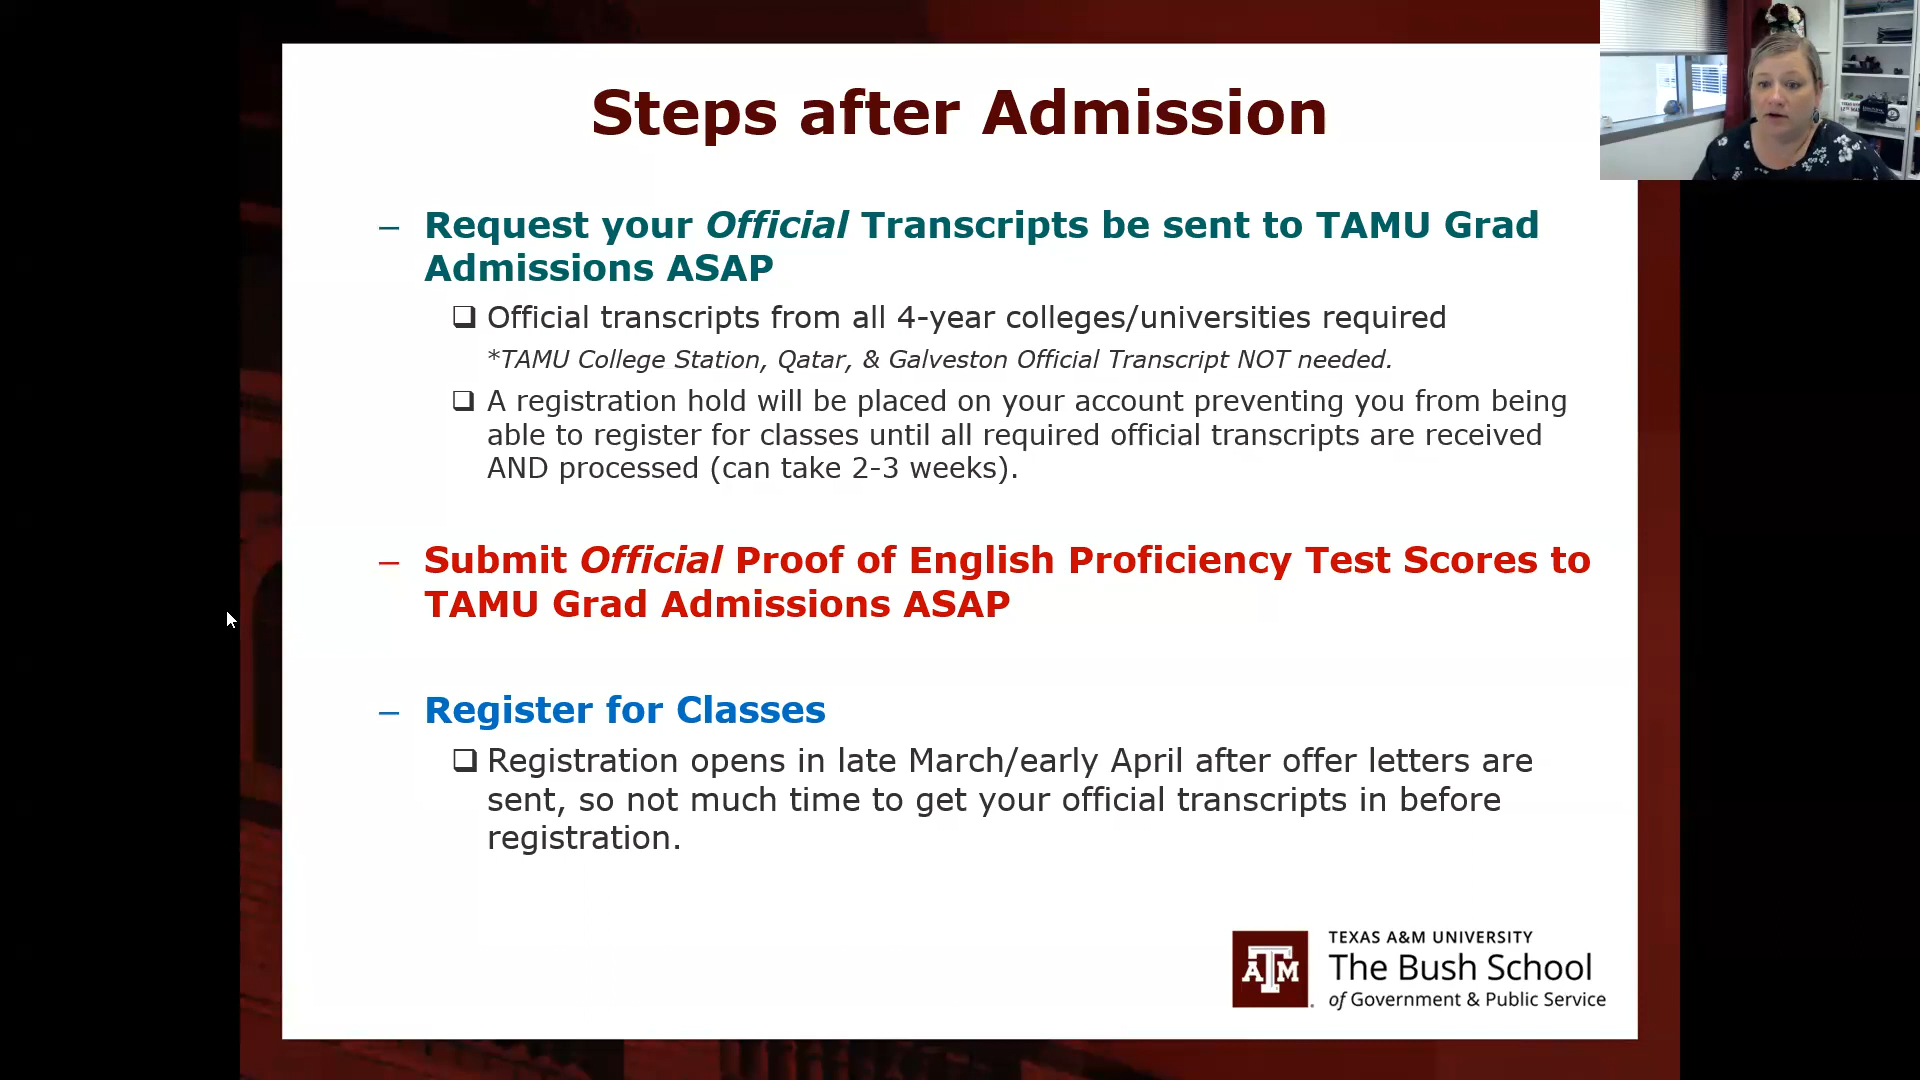 Steps after Admission
– Request your Official Transcripts be sent to TAMU Grad
Admissions ASAP
❑ Official transcripts from all 4-year colleges/universities required
*TAMU College Station, Qatar, & Galveston Official Transcript NOT needed.
❑ A registration hold will be placed on your account preventing you from being
able to register for classes until all required official transcripts are received
AND processed (can take 2-3 weeks).
– Submit Official Proof of English Proficiency Test Scores to
TAMU Grad Admissions ASAP
– Register for Classes
❑ Registration opens in late March/early April after offer letters are
sent, so not much time to get your official transcripts in before
registration.
ATM
TEXAS A&M UNIVERSITY
The Bush School
of Government & Public Service